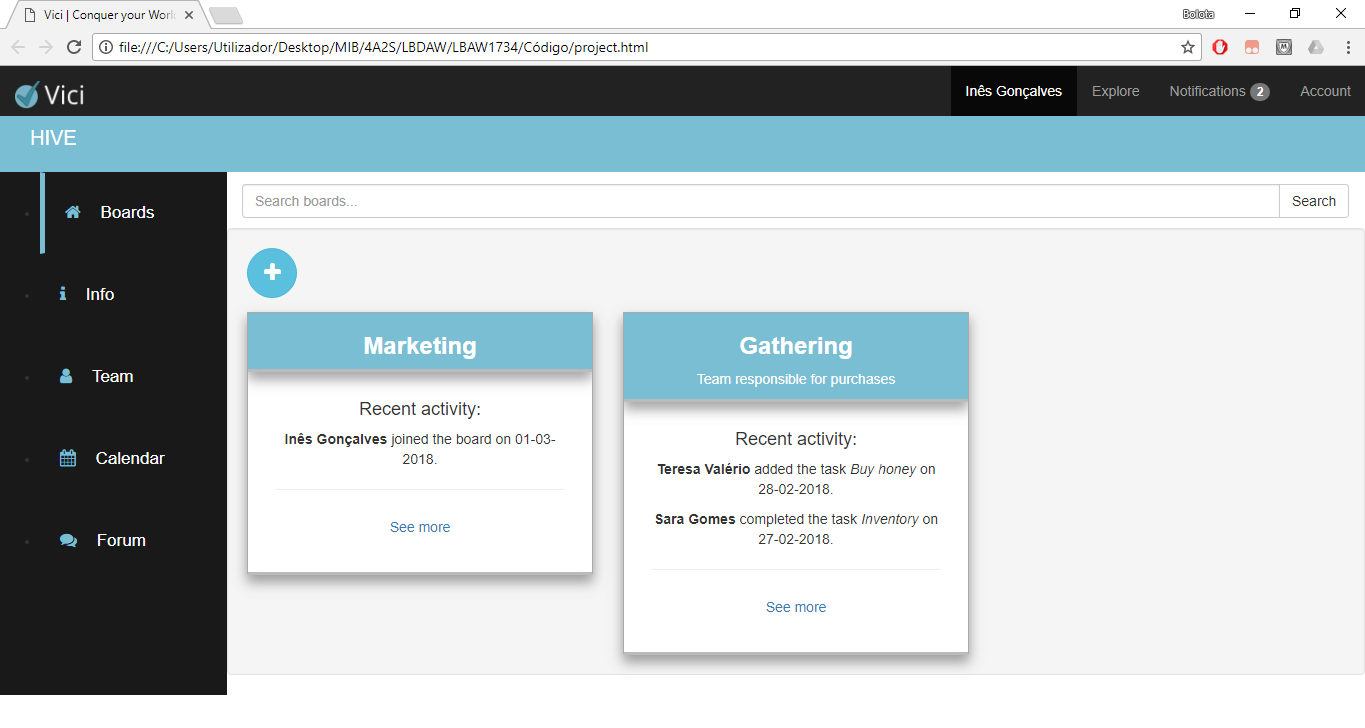 Vici | Conquer your Worl
Bolota
file:///C:/Users/Utilizador/Desktop/MIB/4A2S/LBDAW/LBAW1734/Código/project.html
Vici
Inês Gonçalves
Explore
Notifications 2
Account
HIVE
Boards
Info
Team
Calendar
Forum
Search boards...
Search
Marketing
Recent activity:
Inês Gonçalves joined the board on 01-03-
2018.
See more
Gathering
Team responsible for purchases
Recent activity:
Teresa Valério added the task Buy honey on
28-02-2018.
Sara Gomes completed the task Inventory on
27-02-2018.
See more